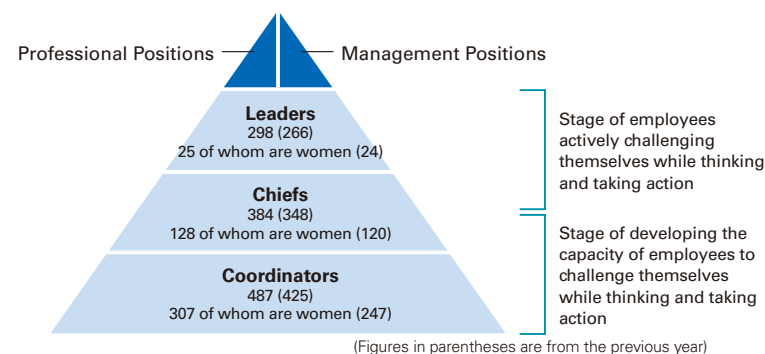 Professional Positions
Management Positions
Leaders
298 (266)
25 of whom are women (24)
Stage of employees
actively challenging
themselves while thinking
and taking action
Chiefs
384 (348)
128 of whom are women (120)
Stage of developing the
capacity of employees to
challenge themselves
while thinking and taking
action
Coordinators
487 (425)
307 of whom are women (247)
(Figures in parentheses are from the previous year)